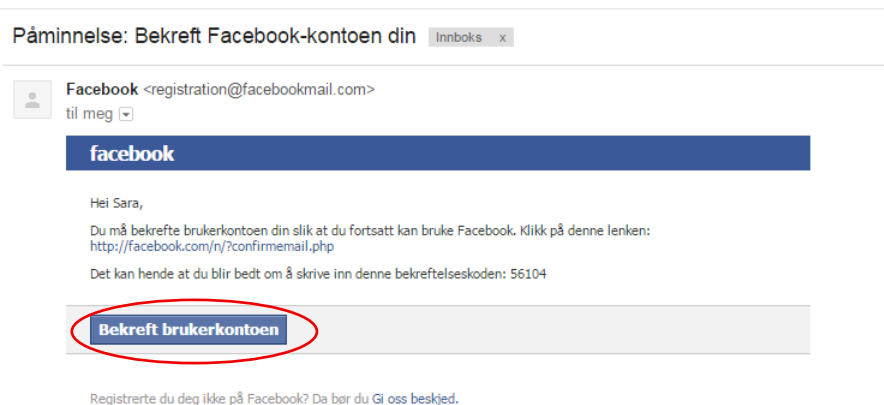 Påminnelse: Bekreft Facebook-kontoen din Innboks x
Facebook <registration@facebookmail.com>
til meg
facebook
Hei Sara,
Du må bekrefte brukerkontoen din slik at du fortsatt kan bruke Facebook. Klikk på denne lenken:
http://facebook.com/n/?confirmemail.php
Det kan hende at du blir bedt om å skrive inn denne bekreftelseskoden: 56104
Bekreft brukerkontoen
Registrerte du deg ikke på Facebook? Da bør du Gi oss beskjed.